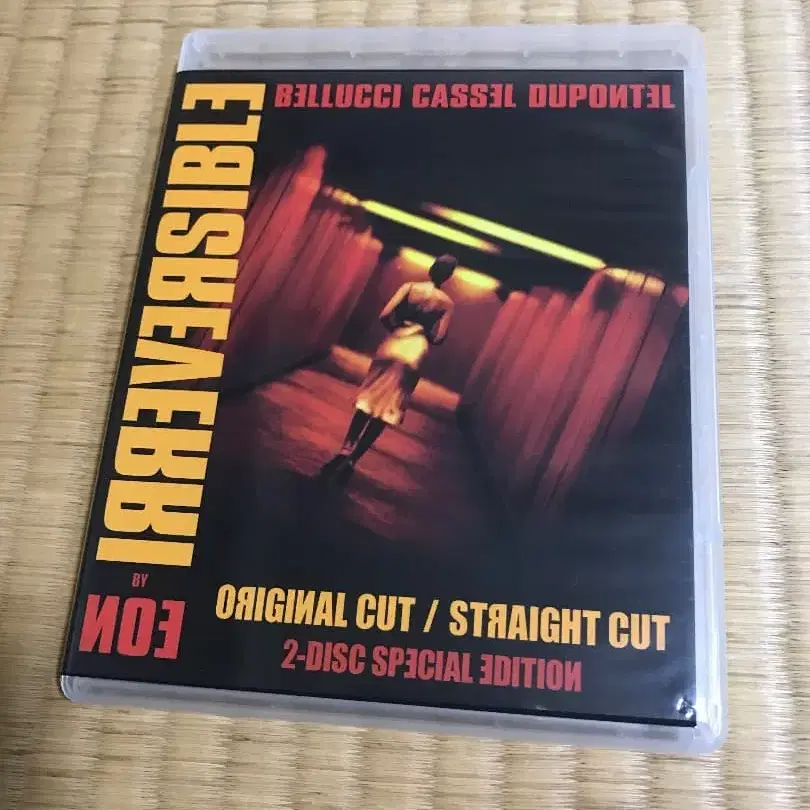 BELLUCCI CASSEL DUPONTEL
IRREVERSIBLE
BY
NOE
ORIGINAL CUT / STRAIGHT CUT
2-DISC SPECIAL EDITION